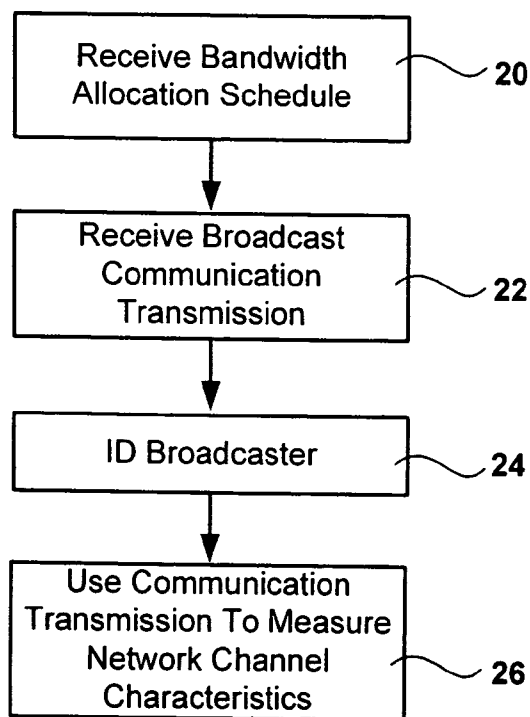 Receive Bandwidth
Allocation Schedule
20
Receive Broadcast
Communication
Transmission
22
ID Broadcaster
24
Use Communication
Transmission To Measure
Network Channel
Characteristics
26